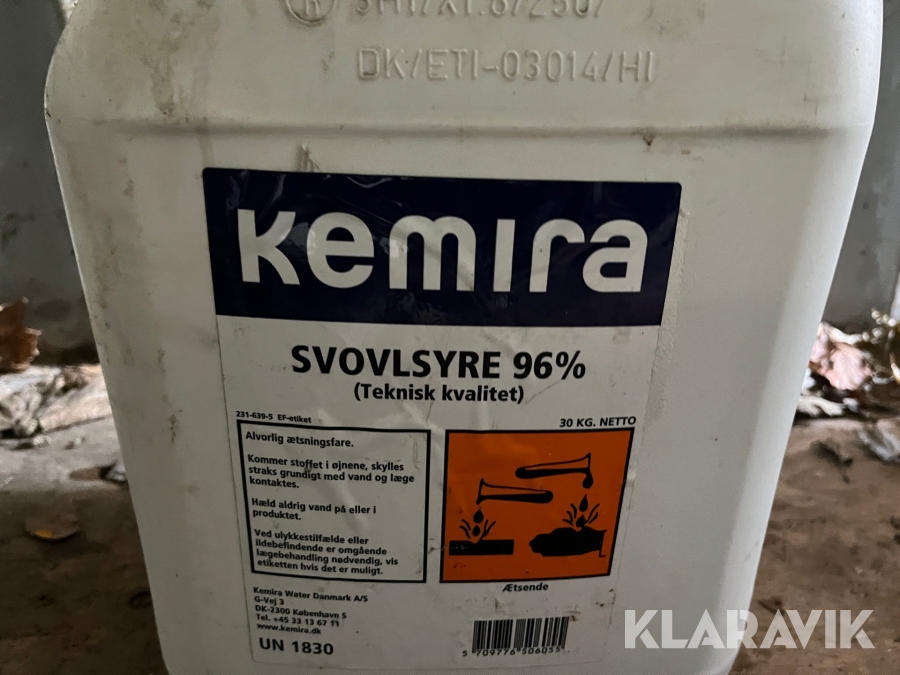 DK/ETI-03014/HI
Kemira
SVOVLSYRE 96%
(Teknisk kvalitet)
231-639-5 EF-etiket
30 KG. NETTO
Alvorlig ætsningsfare.
Kommer stoffet i øjnene, skylles
straks grundigt med vand og læge
kontaktes.
Hæld aldrig vand på eller i
produktet.
Ved ulykkestilfælde eller
ildebefindende er omgående
lægebehandling nødvendig, vis
etiketten hvis det er muligt.
Ætsende
Kemira Water Danmark A/S
G-Vej 3
DK-2300 København S
Tel. +45 33 13 67 11
www.kemira.dk
UN 1830
5 709776 506055
KLARAVIK